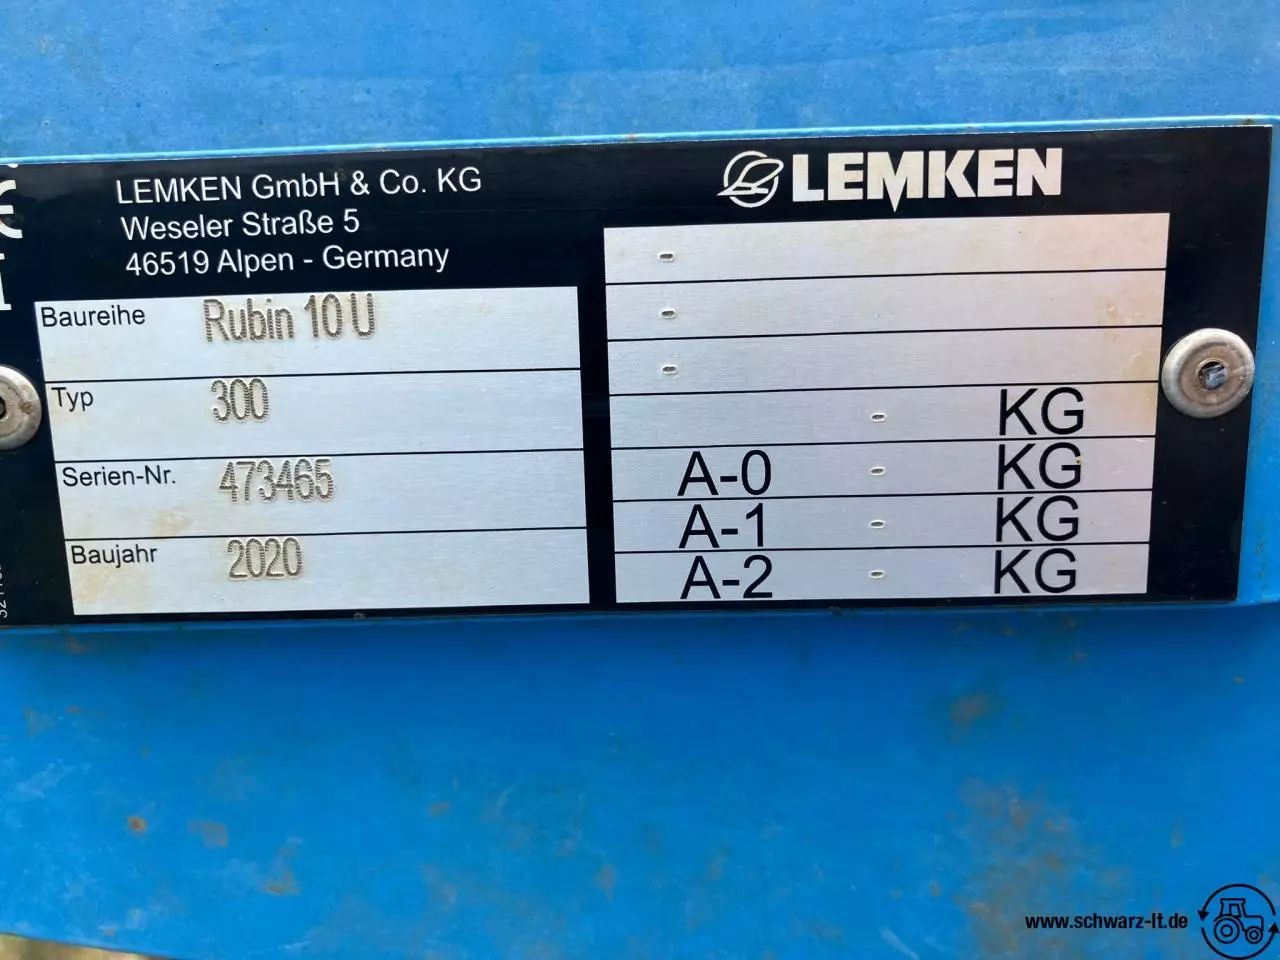 LEMKEN GmbH & Co. KG
Weseler Straße 5
46519 Alpen - Germany
LEMKEN
Baureihe Rubin 10 U
Typ 300
Serien-Nr. 473465
Baujahr 2020
-
-
-
- KG
A-0 - KG
A-1 - KG
A-2 - KG
www.schwarz-lt.de